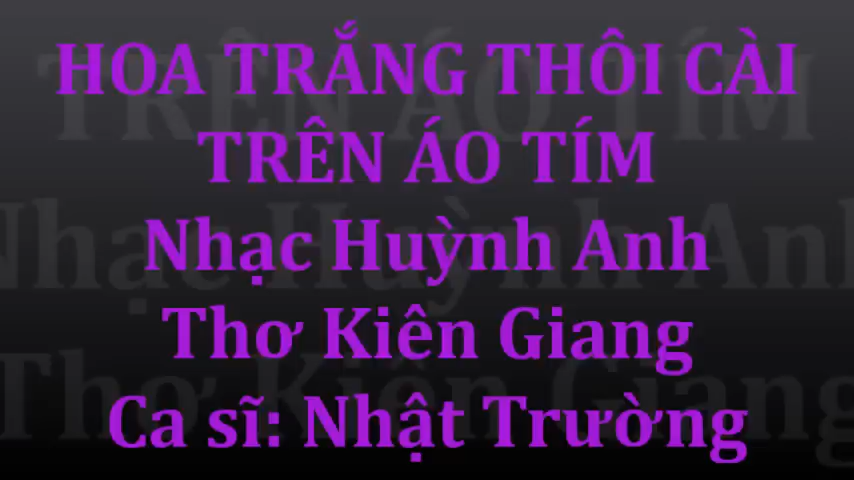 HOA TRẮNG THÔI CÀI
TRÊN ÁO TÍM
Nhạc Huỳnh Anh
Thơ Kiên Giang
Ca sĩ: Nhật Trường